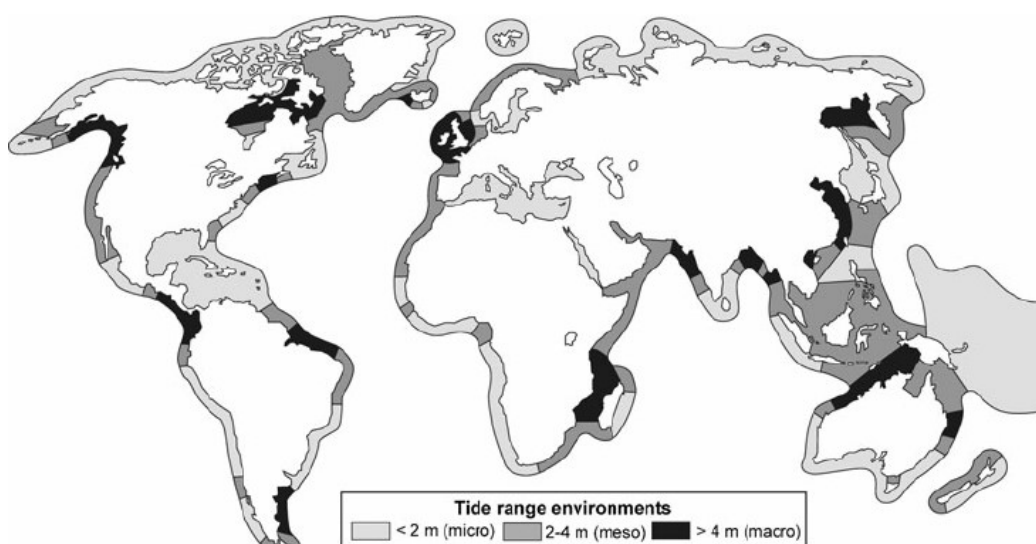 Tide range environments
< 2 m (micro) 2-4 m (meso) > 4 m (macro)